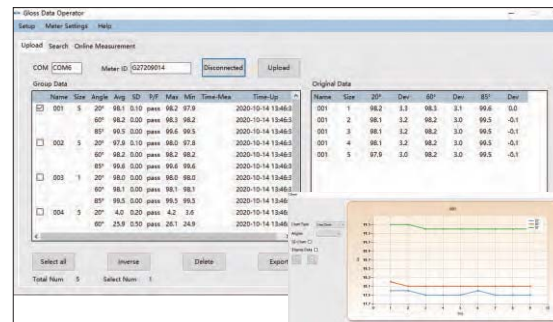 Gloss Data Operator
Setup Meter Settings Help
Upload Search Online Measurement
COM COM6 Meter ID G27209014 Disconnected Upload
Group Data
Name Size Angle Avg SD P/F Max Min Time-Mea Time-Up
001 5 20° 98.1 0.10 pass 98.2 97.9 2020-10-14 13:46:3
60° 98.2 0.00 pass 98.3 98.2 2020-10-14 13:46:3
85° 99.5 0.00 pass 99.6 99.5 2020-10-14 13:46:3
002 5 20° 97.9 0.10 pass 98.0 97.8 2020-10-14 13:46:3
60° 98.2 0.00 pass 98.2 98.2 2020-10-14 13:46:3
85° 99.6 0.00 pass 99.6 99.6 2020-10-14 13:46:3
003 1 20° 98.0 0.00 pass 98.0 98.0 2020-10-14 13:46:3
60° 98.1 0.00 pass 98.1 98.1 2020-10-14 13:46:3
85° 99.5 0.00 pass 99.5 99.5 2020-10-14 13:46:3
004 5 20° 4.0 0.20 pass 4.2 3.6 2020-10-14 13:46:3
60° 25.9 0.50 pass 26.1 24.9 2020-10-14 13:46:3
Select all Inverse Delete Export
Total Num 5 Select Num 1
Original Data
Name Size 20° Dev 60° Dev 85° Dev
001 1 98.2 3.3 98.3 3.1 99.6 0.0
001 2 98.2 3.3 98.2 3.0 99.5 -0.1
001 3 98.1 3.2 98.2 3.0 99.5 -0.1
001 4 98.1 3.2 98.2 3.0 99.5 -0.1
001 5 97.9 3.0 98.2 3.0 99.5 -0.1